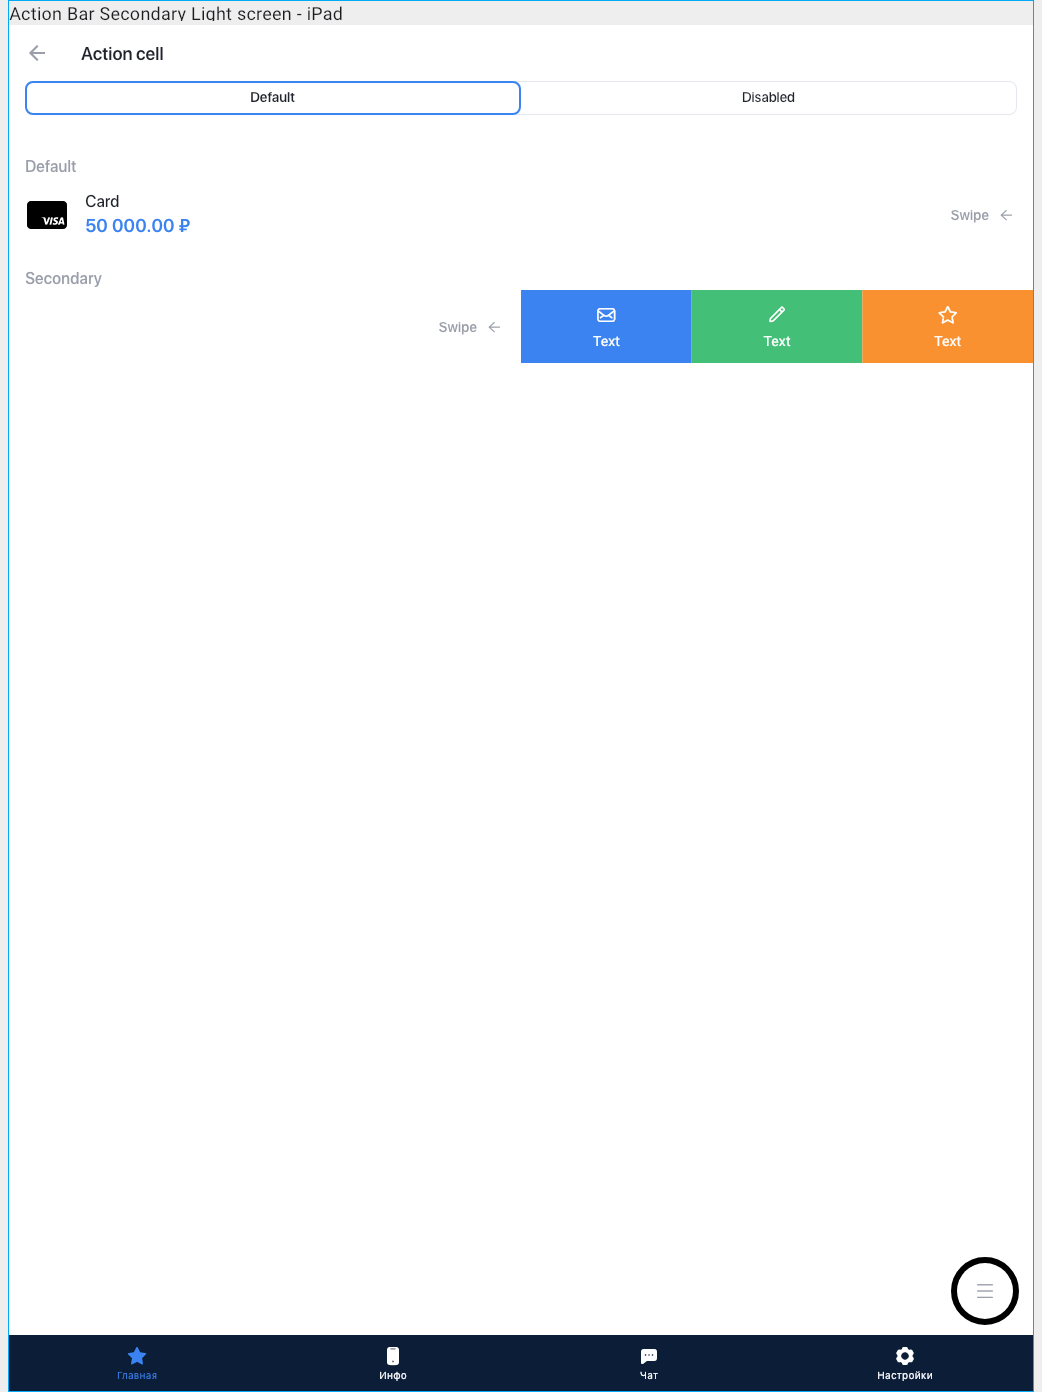 Action Bar Secondary Light screen - iPad
Action cell
Default
Disabled
Default
Card
VISA
50 000.00 ₽
Swipe
Secondary
Swipe
Text
Text
Text
Главная
Инфо
Чат
Настройки